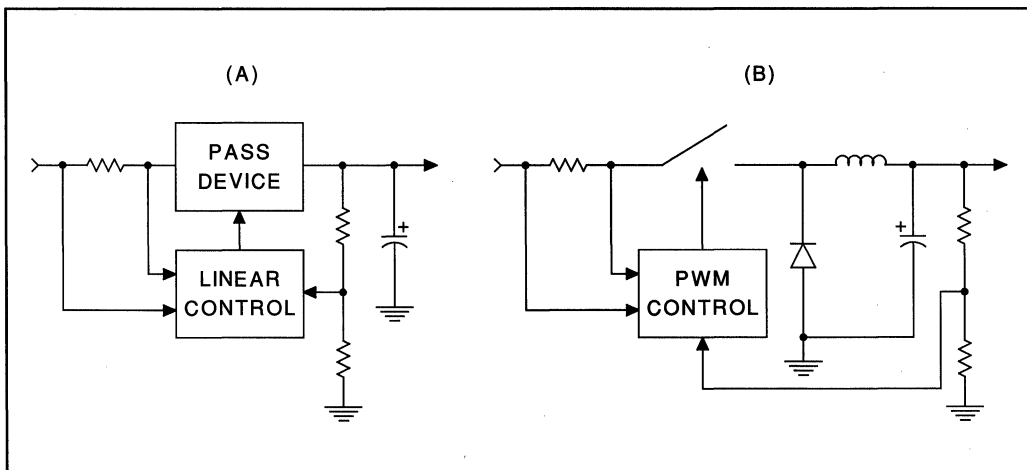 (A)
PASS
DEVICE
LINEAR
CONTROL
+
(B)
PWM
CONTROL
+